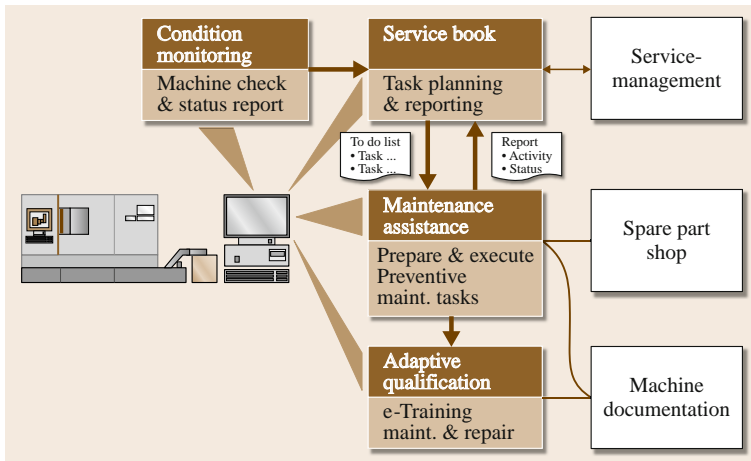 Condition
monitoring
Machine check
& status report
Service book
Task planning
& reporting
Service-
management
To do list
• Task ...
• Task ...
Report
• Activity
• Status
Maintenance
assistance
Prepare & execute
Preventive
maint. tasks
Spare part
shop
Adaptive
qualification
e-Training
maint. & repair
Machine
documentation